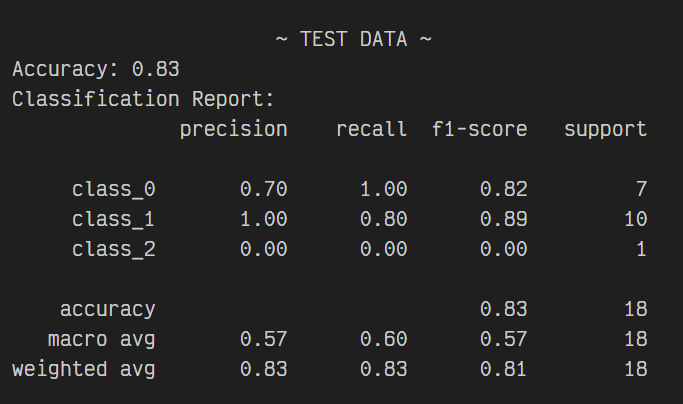 ~ TEST DATA ~
Accuracy: 0.83
Classification Report:
precision recall f1-score support
class_0 0.70 1.00 0.82 7
class_1 1.00 0.80 0.89 10
class_2 0.00 0.00 0.00 1
accuracy 0.83 18
macro avg 0.57 0.60 0.57 18
weighted avg 0.83 0.83 0.81 18